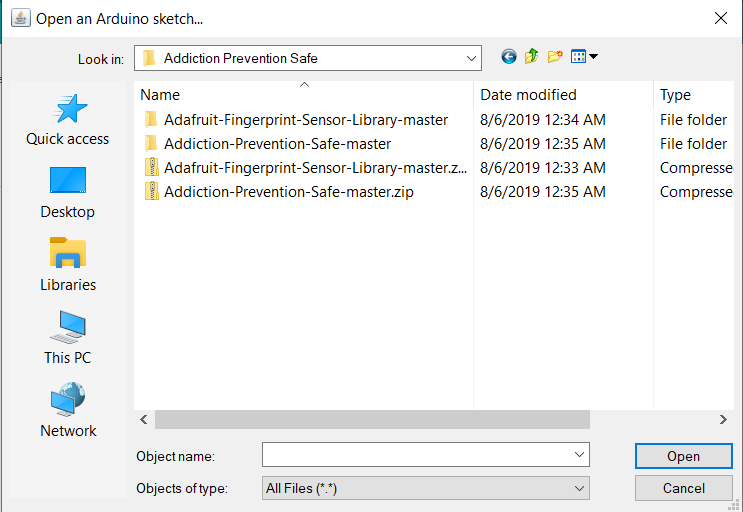 Open an Arduino sketch...
Look in: Addiction Prevention Safe
Quick access
Desktop
Libraries
This PC
Network
Name Date modified Type
Adafruit-Fingerprint-Sensor-Library-master 8/6/2019 12:34 AM File folder
Addiction-Prevention-Safe-master 8/6/2019 12:35 AM File folder
Adafruit-Fingerprint-Sensor-Library-master.z... 8/6/2019 12:33 AM Compresse
Addiction-Prevention-Safe-master.zip 8/6/2019 12:35 AM Compresse
Object name: Open
Objects of type: All Files (*.*) Cancel